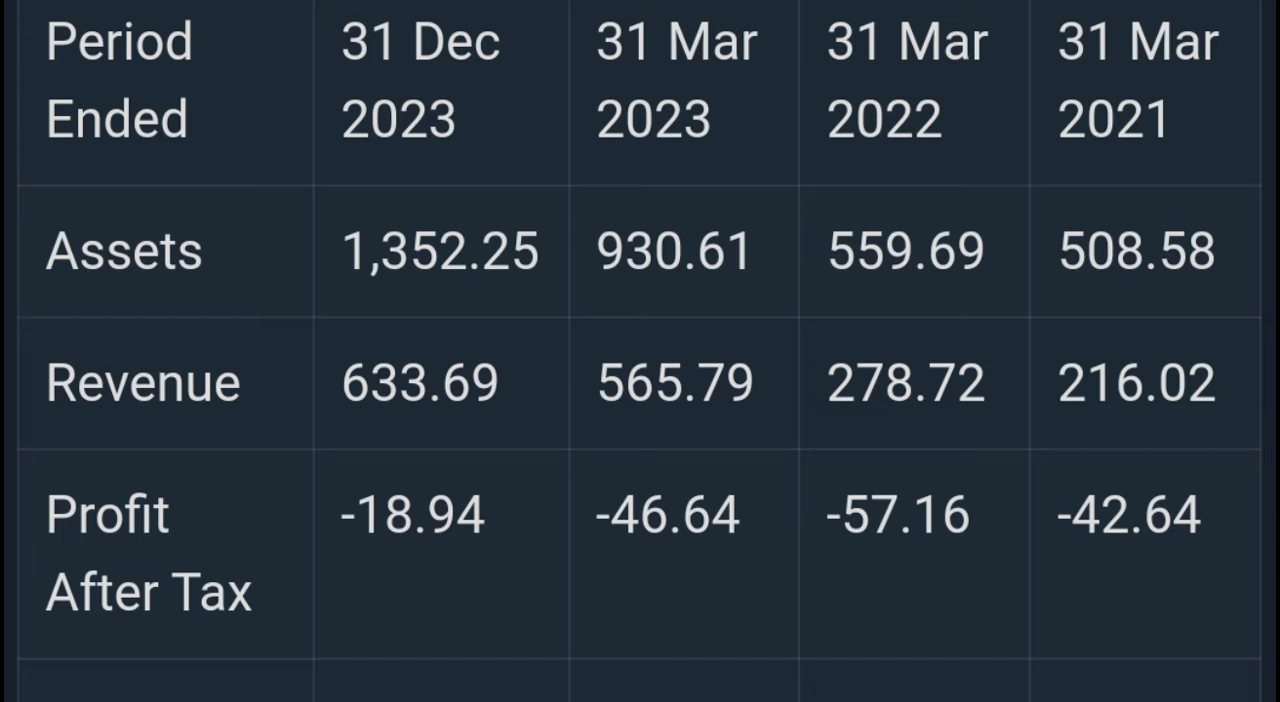 Period Ended 31 Dec 2023 31 Mar 2023 31 Mar 2022 31 Mar 2021
Assets 1,352.25 930.61 559.69 508.58
Revenue 633.69 565.79 278.72 216.02
Profit After Tax -18.94 -46.64 -57.16 -42.64